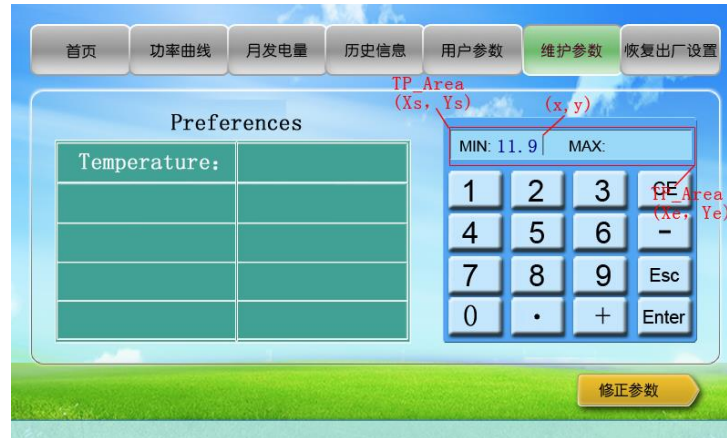 首页 功率曲线 月发电量 历史信息 用户参数 维护参数 恢复出厂设置
TP_Area
(Xs, Ys) (x, y)
Preferences
MIN: 11.9 MAX:
Temperature:
1 2 3 CE
TP_Area
(Xe, Ye)
4 5 6 -
7 8 9 Esc
0 . + Enter
修正参数